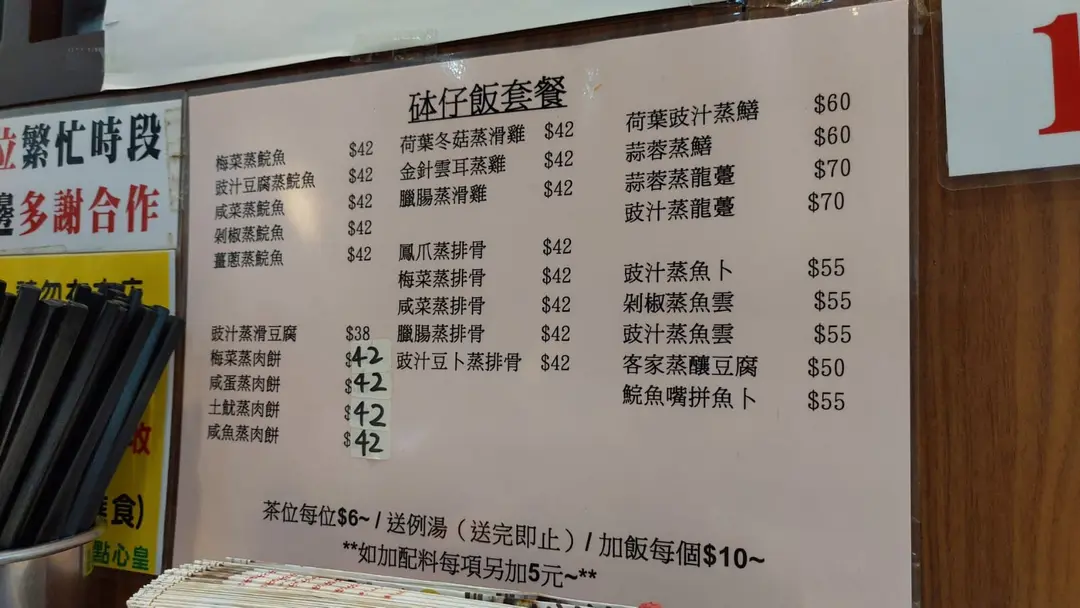 砵仔飯套餐
梅菜蒸鯇魚 $42
豉汁豆腐蒸鯇魚 $42
咸菜蒸鯇魚 $42
剁椒蒸鯇魚 $42
薑蔥蒸鯇魚 $42
豉汁蒸滑豆腐 $38
梅菜蒸肉餅 $42
咸蛋蒸肉餅 $42
土魷蒸肉餅 $42
咸魚蒸肉餅 $42
荷葉冬菇蒸滑雞 $42
金針雲耳蒸雞 $42
臘腸蒸滑雞 $42
鳳爪蒸排骨 $42
梅菜蒸排骨 $42
咸菜蒸排骨 $42
臘腸蒸排骨 $42
豉汁豆卜蒸排骨 $42
荷葉豉汁蒸鱔 $60
蒜蓉蒸鱔 $60
蒜蓉蒸龍躉 $70
豉汁蒸龍躉 $70
豉汁蒸魚卜 $55
剁椒蒸魚雲 $55
豉汁蒸魚雲 $55
客家蒸釀豆腐 $50
鯇魚嘴拼魚卜 $55
茶位每位$6~ / 送例湯（送完即止）/ 加飯每個$10~
**如加配料每項另加5元~**
位繁忙時段
邊多謝合作
收
食)
點心皇
1